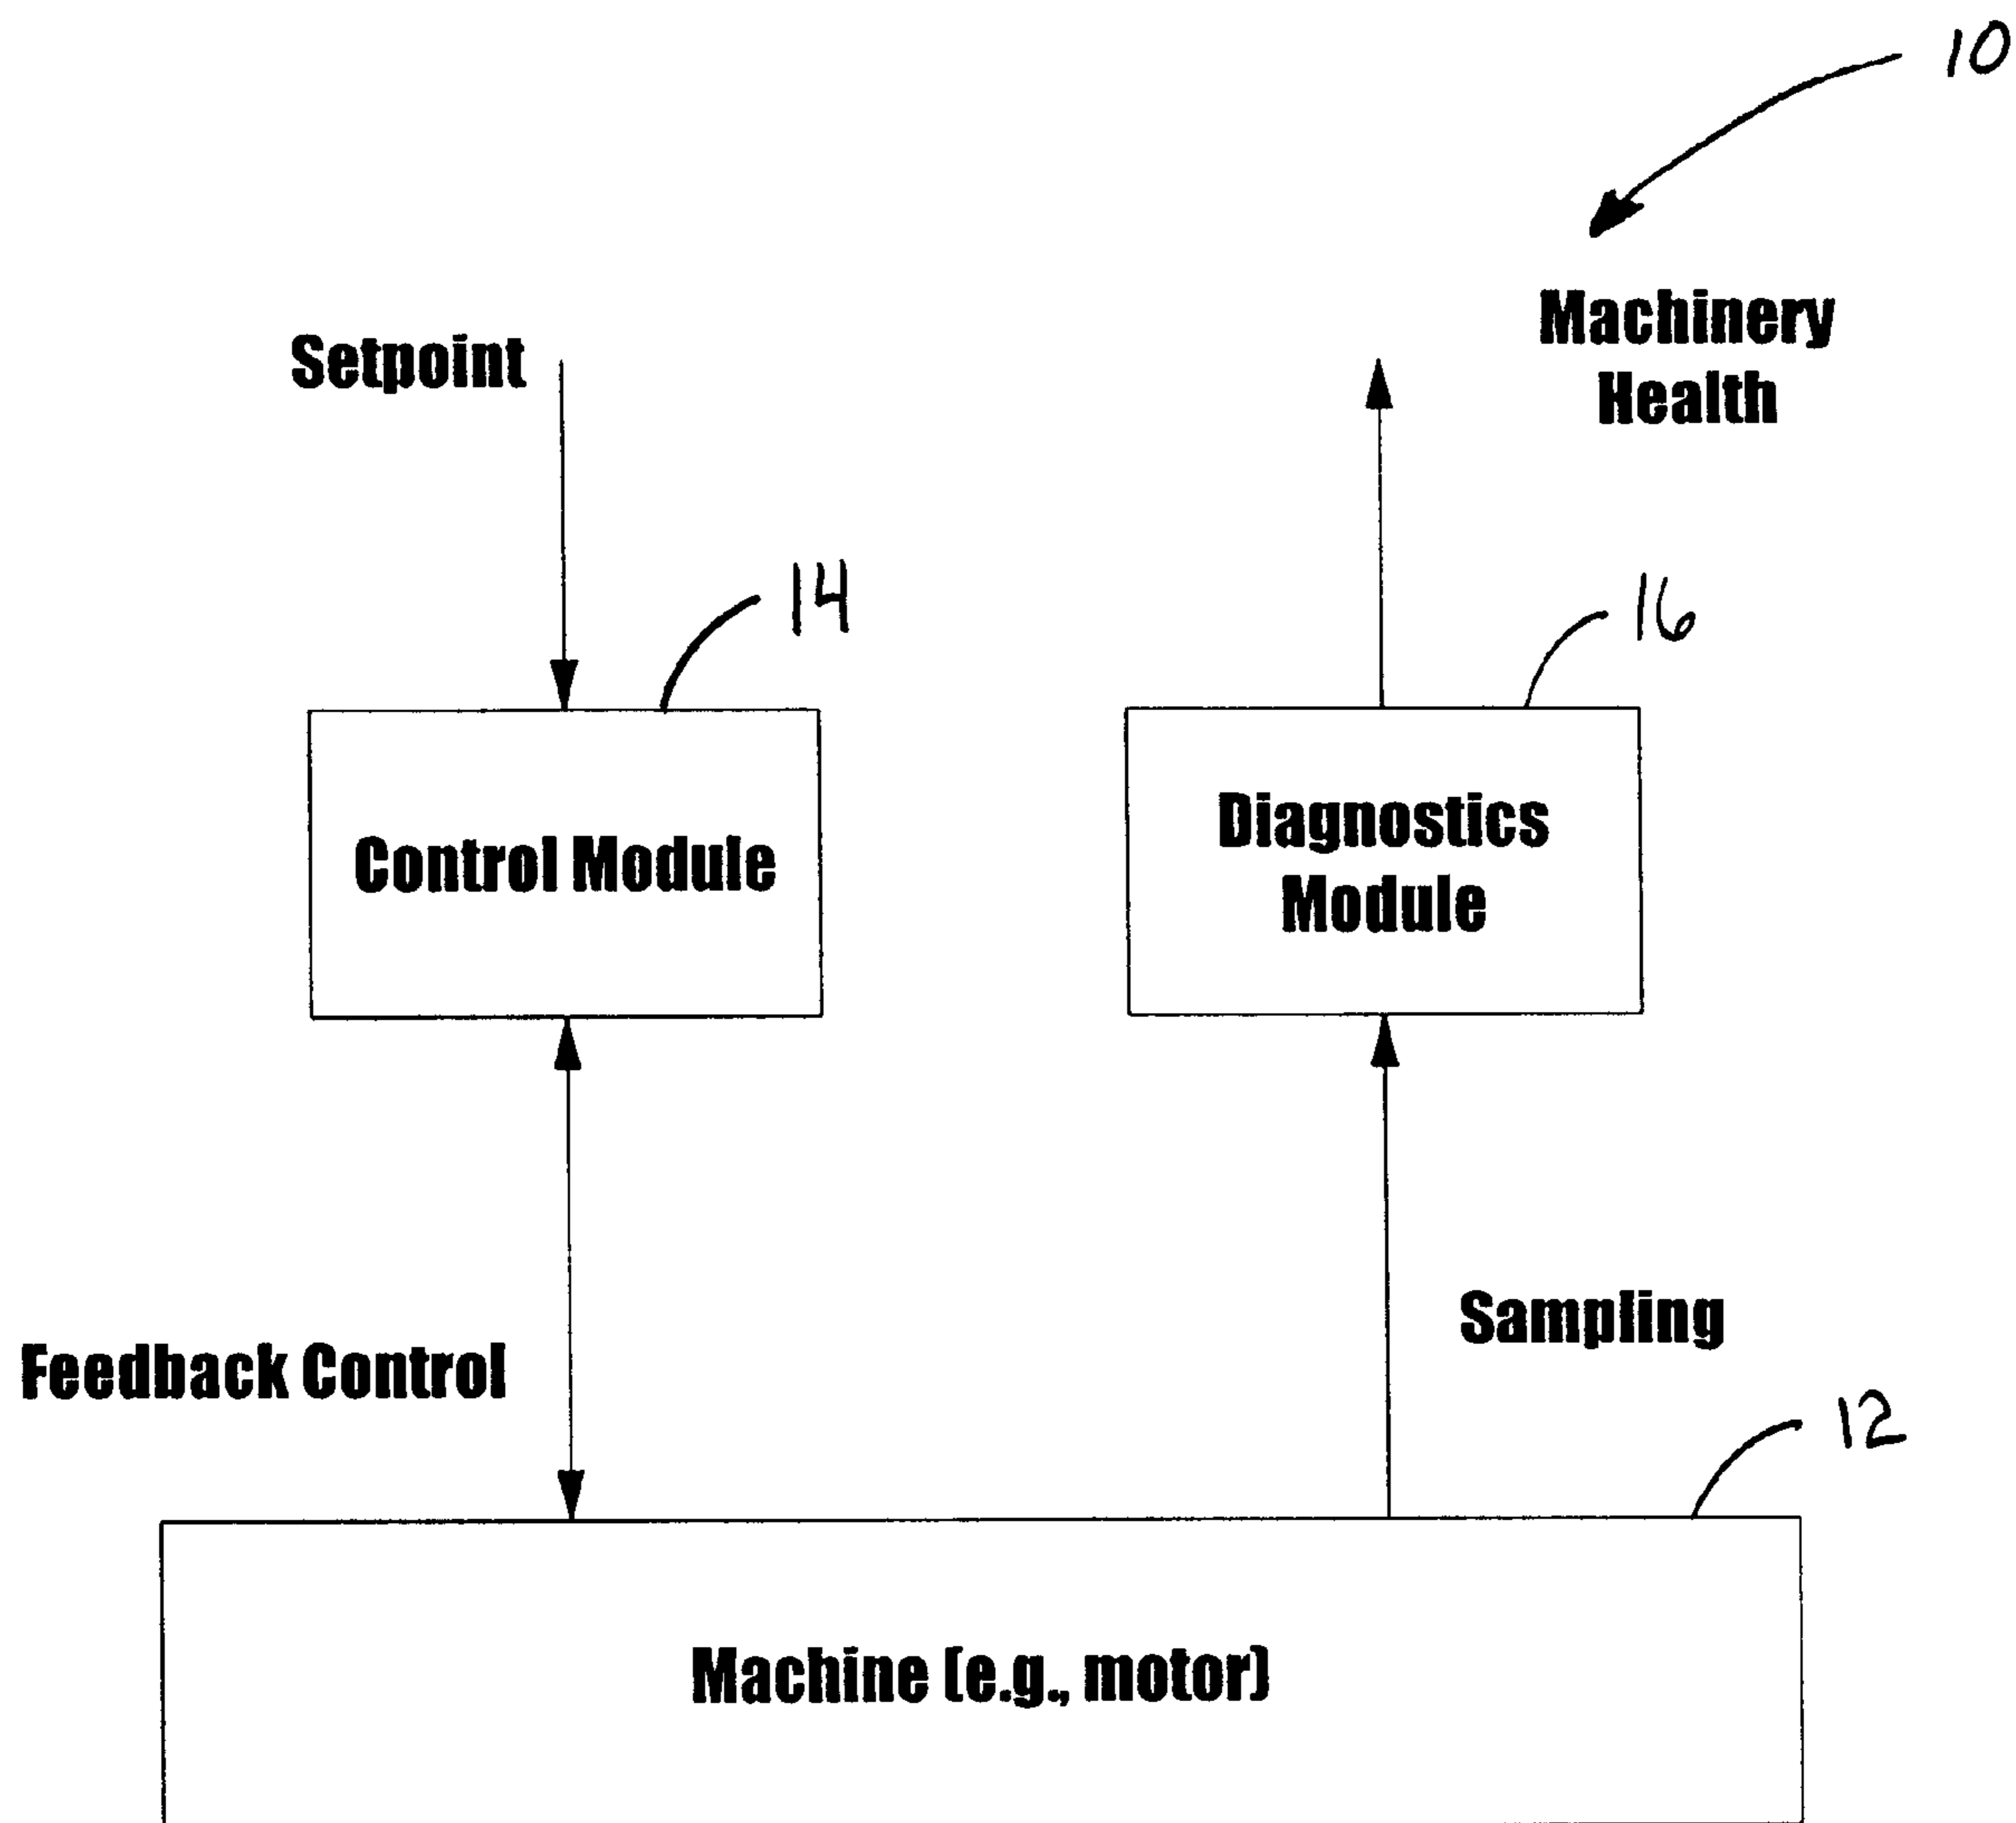 10
Machinery
Health
Setpoint
14
16
Control Module
Diagnostics
Module
Sampling
Feedback Control
12
Machine (e.g., motor)